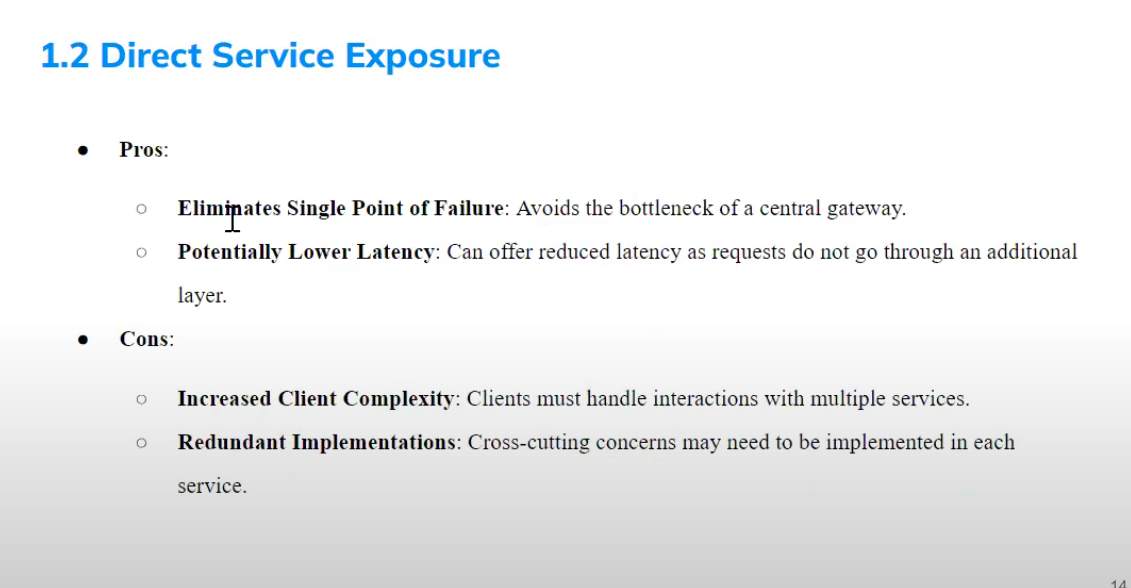 1.2 Direct Service Exposure
● Pros:
○ Eliminates Single Point of Failure: Avoids the bottleneck of a central gateway.
○ Potentially Lower Latency: Can offer reduced latency as requests do not go through an additional
layer.
● Cons:
○ Increased Client Complexity: Clients must handle interactions with multiple services.
○ Redundant Implementations: Cross-cutting concerns may need to be implemented in each
service.
14